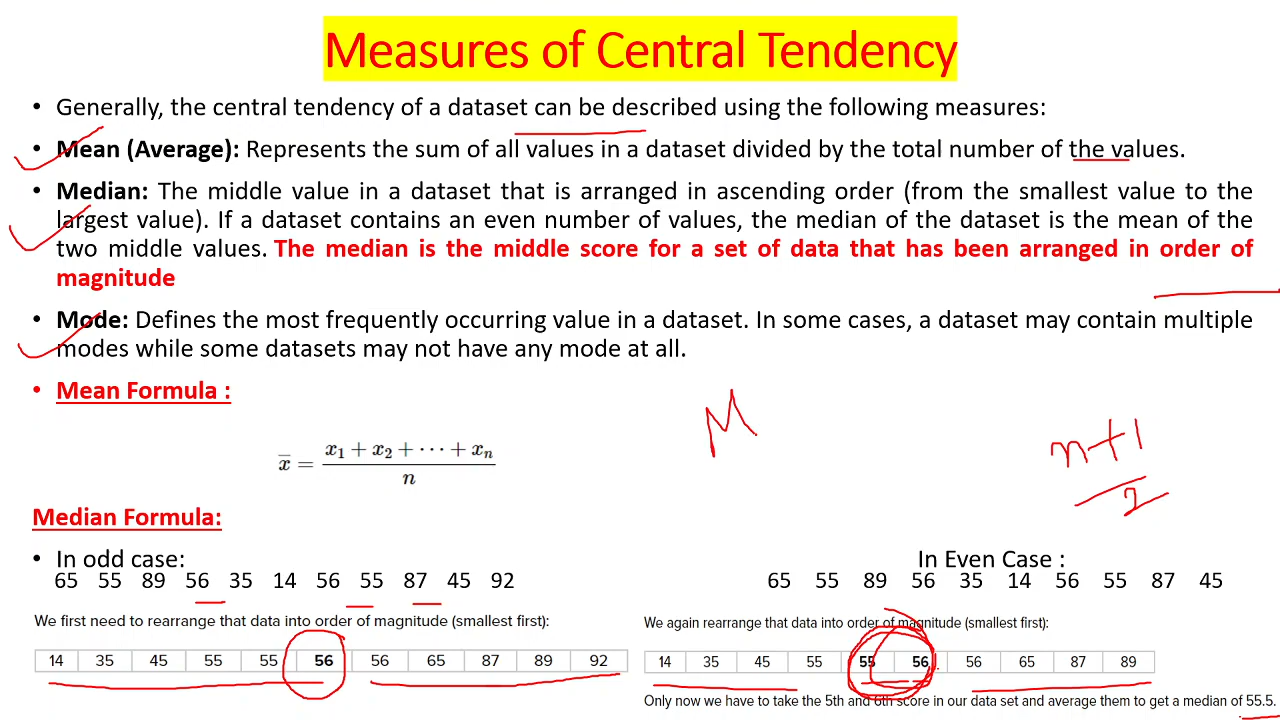 Measures of Central Tendency
• Generally, the central tendency of a dataset can be described using the following measures:
• Mean (Average): Represents the sum of all values in a dataset divided by the total number of the values.
• Median: The middle value in a dataset that is arranged in ascending order (from the smallest value to the
largest value). If a dataset contains an even number of values, the median of the dataset is the mean of the
two middle values. The median is the middle score for a set of data that has been arranged in order of
magnitude
• Mode: Defines the most frequently occurring value in a dataset. In some cases, a dataset may contain multiple
modes while some datasets may not have any mode at all.
• Mean Formula :
x̄ = (x₁ + x₂ + ··· + xₙ) / n
M
n+1
2
Median Formula:
• In odd case:
65 55 89 56 35 14 56 55 87 45 92
We first need to rearrange that data into order of magnitude (smallest first):
14 35 45 55 55 56 56 65 87 89 92
In Even Case :
65 55 89 56 35 14 56 55 87 45
We again rearrange that data into order of magnitude (smallest first):
14 35 45 55 55 56 56 65 87 89
Only now we have to take the 5th and 6th score in our data set and average them to get a median of 55.5.